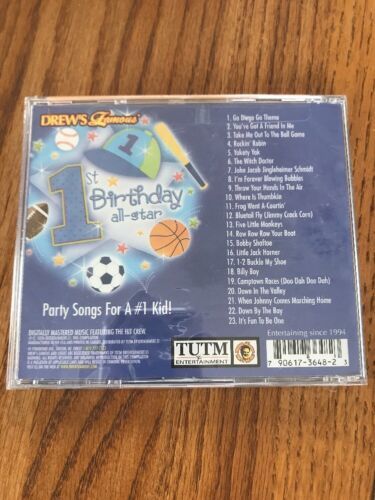 DREW'S Famous
1
1st
Birthday
all-star
Party Songs For A #1 Kid!
1. Go Diego Go Theme
2. You've Got A Friend In Me
3. Take Me Out To The Ball Game
4. Rockin' Robin
5. Yakety Yak
6. The Witch Doctor
7. John Jacob Jingleheimer Schmidt
8. I'm Forever Blowing Bubbles
9. Throw Your Hands In The Air
10. Where Is Thumbkin
11. Frog Went A-Courtin'
12. Bluetail Fly (Jimmy Crack Corn)
13. Five Little Monkeys
14. Row Row Row Your Boat
15. Bobby Shaftoe
16. Little Jack Horner
17. 1-2 Buckle My Shoe
18. Billy Boy
19. Camptown Races (Doo Dah Doo Dah)
20. Down In The Valley
21. When Johnny Comes Marching Home
22. Down By The Bay
23. It's Fun To Be One
DIGITALLY MASTERED MUSIC FEATURING THE HIT CREW.
Entertaining since 1994
TUTM
ENTERTAINMENT
7 90617-3648-2 3